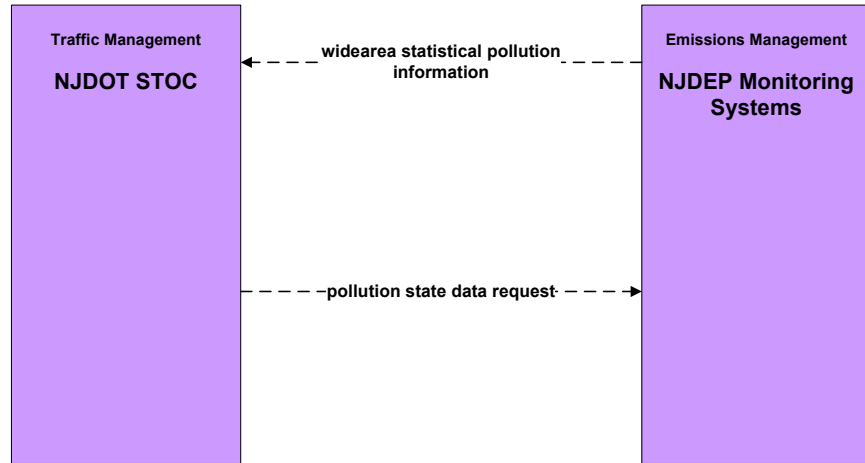 Traffic Management
NJDOT STOC
widearea statistical pollution
information
Emissions Management
NJDEP Monitoring
Systems
pollution state data request